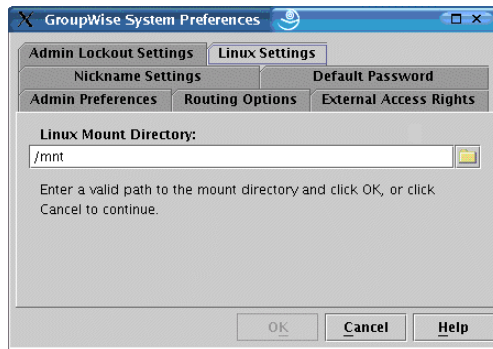 GroupWise System Preferences
Admin Lockout Settings Linux Settings
Nickname Settings Default Password
Admin Preferences Routing Options External Access Rights
Linux Mount Directory:
/mnt
Enter a valid path to the mount directory and click OK, or click
Cancel to continue.
OK Cancel Help